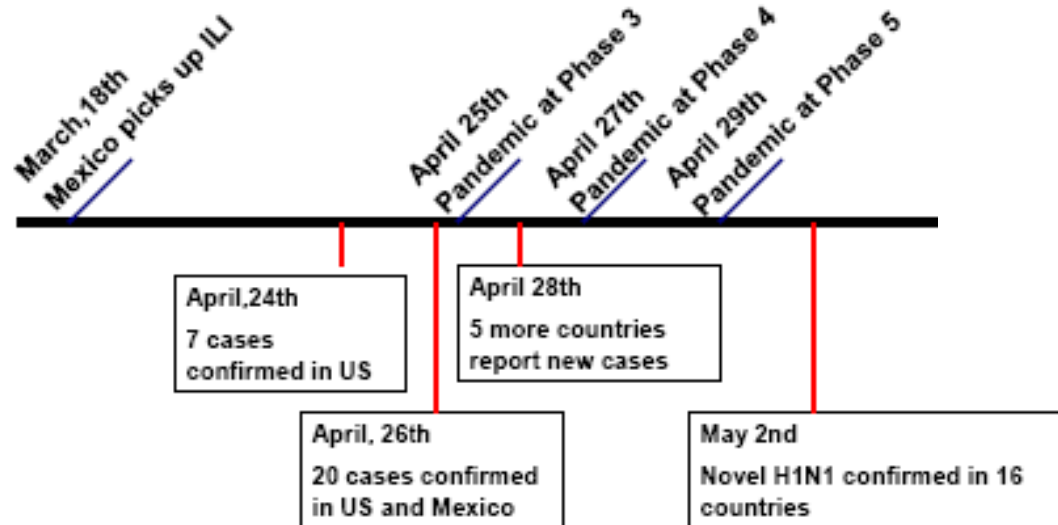 March,18th
Mexico picks up ILI
April 25th
Pandemic at Phase 3
April 27th
Pandemic at Phase 4
April 29th
Pandemic at Phase 5
April,24th
7 cases
confirmed in US
April 28th
5 more countries
report new cases
April, 26th
20 cases confirmed
in US and Mexico
May 2nd
Novel H1N1 confirmed in 16
countries